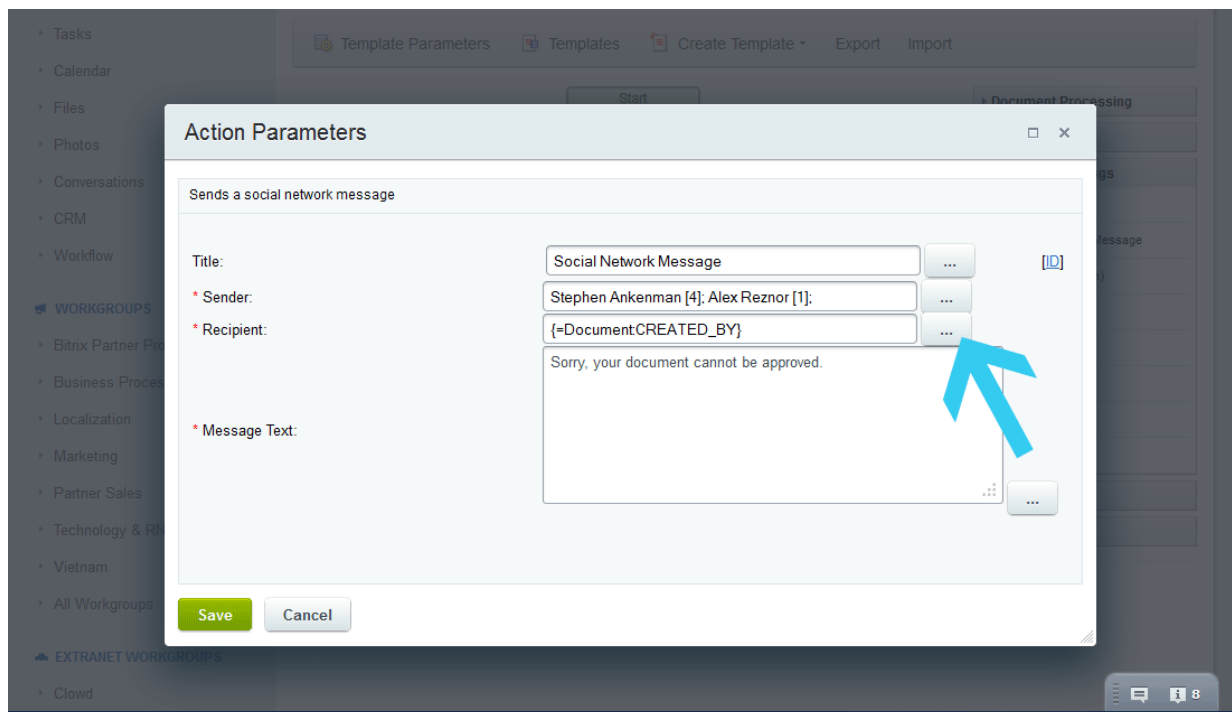 Tasks
Template Parameters Templates Create Template Export Import
Calendar
Start
Files
Document Processing
Action Parameters
Photos
Conversations
gs
Sends a social network message
CRM
Message
Workflow
Title: Social Network Message ... [ID]
* Sender: Stephen Ankenman [4]; Alex Reznor [1]; ...
WORKGROUPS
* Recipient: {=Document:CREATED_BY} ...
Bitrix Partner Pro
Sorry, your document cannot be approved.
Business Proces
Localization
* Message Text:
Marketing
Partner Sales
...
Technology & RN
Vietnam
All Workgroups
Save Cancel
EXTRANET WORKGROUPS
Clowd
8